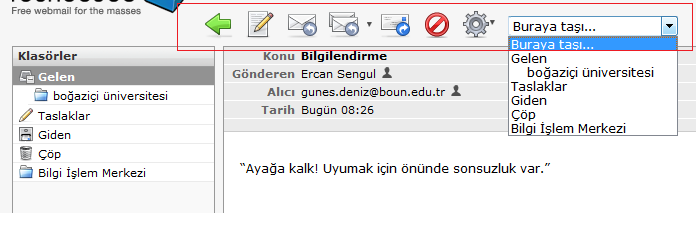 Free webmail for the masses
Buraya taşı...
Buraya taşı...
Gelen
boğaziçi üniversitesi
Taslaklar
Giden
Çöp
Bilgi İşlem Merkezi
Klasörler
Gelen
boğaziçi üniversitesi
Taslaklar
Giden
Çöp
Bilgi İşlem Merkezi
Konu Bilgilendirme
Gönderen Ercan Sengul
Alıcı gunes.deniz@boun.edu.tr
Tarih Bugün 08:26
“Ayağa kalk! Uyumak için önünde sonsuzluk var.”